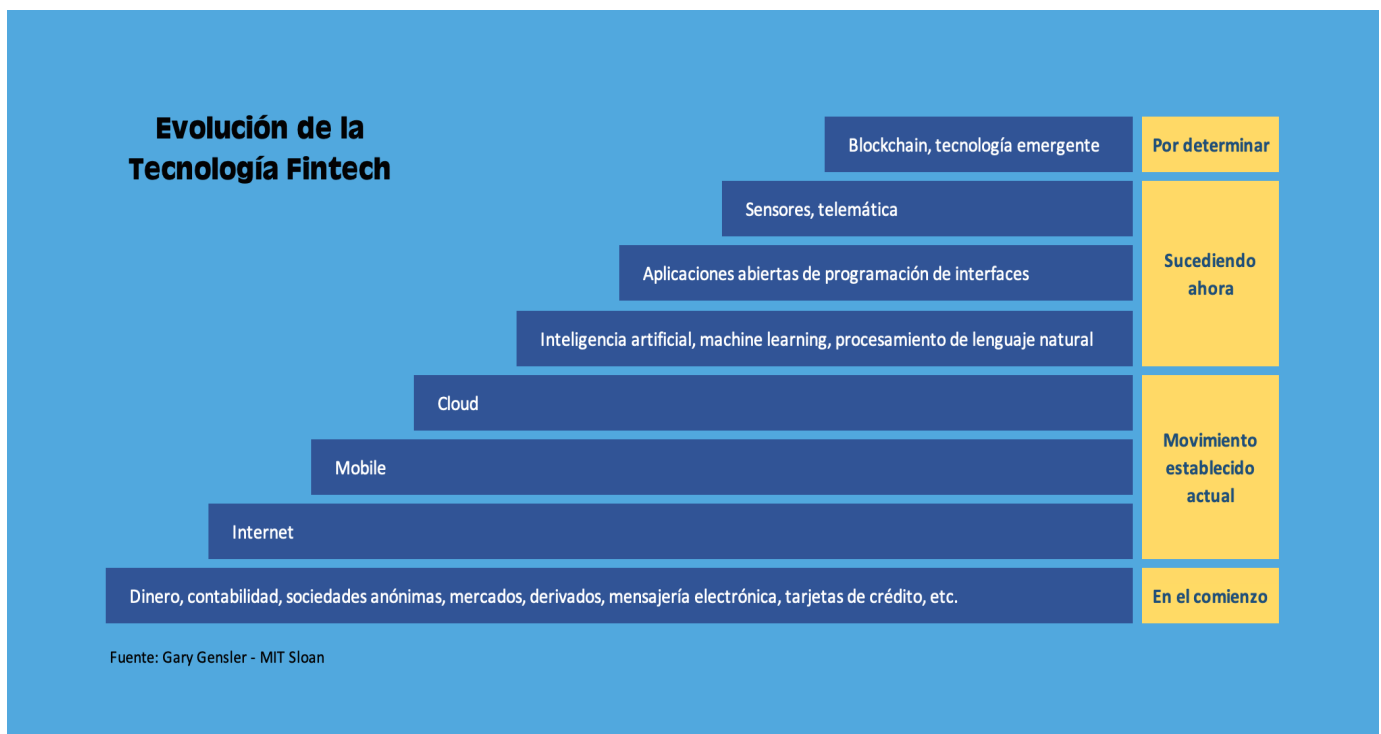 Evolución de la
Tecnología Fintech
Blockchain, tecnología emergente
Por determinar
Sensores, telemática
Aplicaciones abiertas de programación de interfaces
Inteligencia artificial, machine learning, procesamiento de lenguaje natural
Sucediendo
ahora
Cloud
Mobile
Internet
Movimiento
establecido
actual
Dinero, contabilidad, sociedades anónimas, mercados, derivados, mensajería electrónica, tarjetas de crédito, etc.
En el comienzo
Fuente: Gary Gensler - MIT Sloan